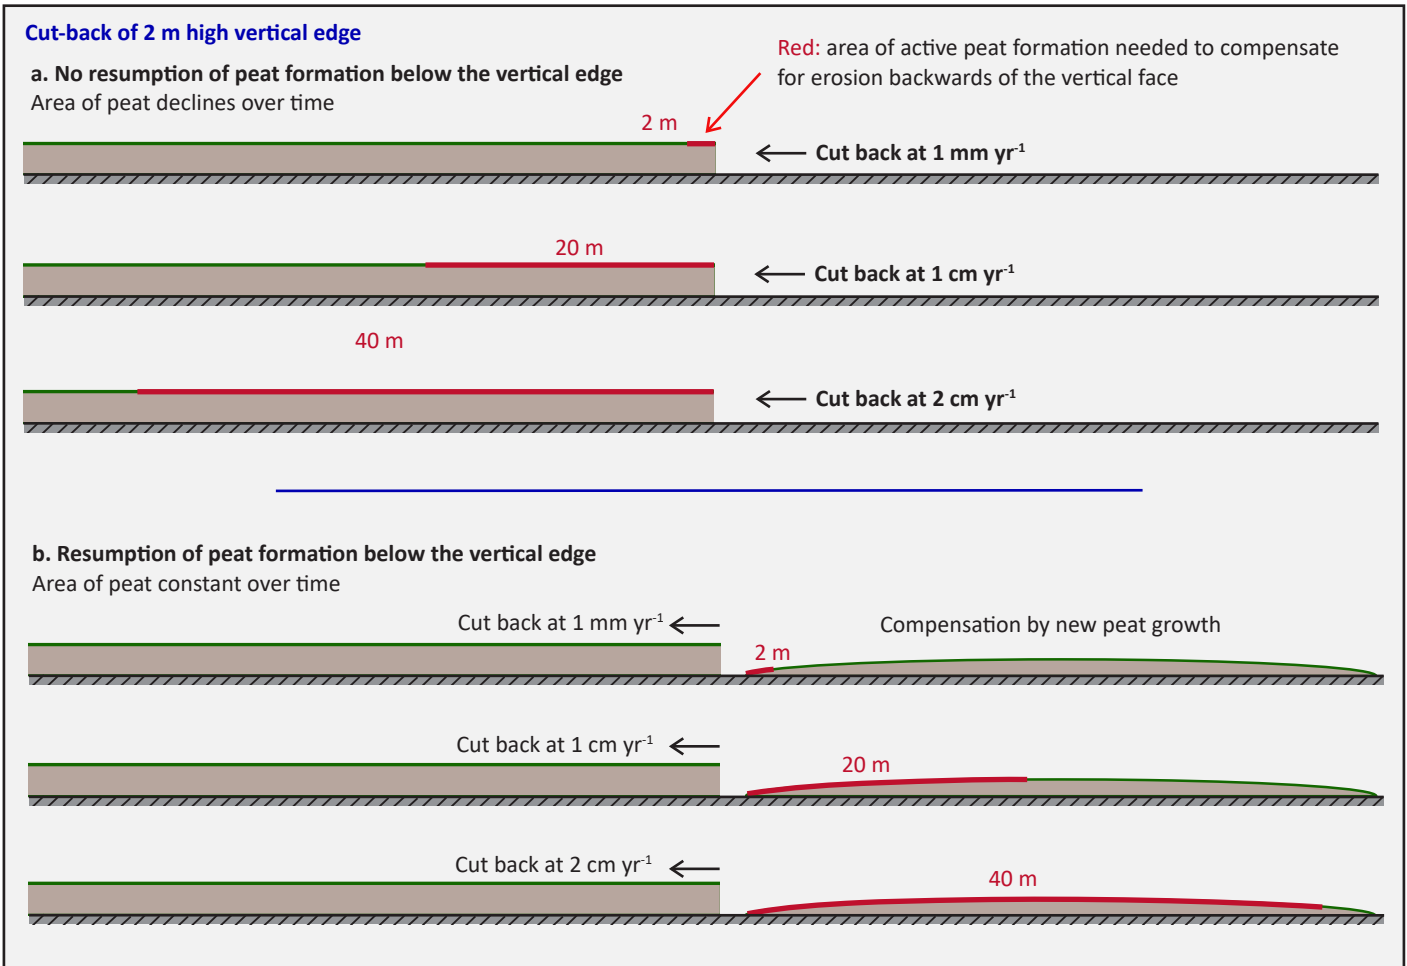 Cut-back of 2 m high vertical edge
a. No resumption of peat formation below the vertical edge
Area of peat declines over time
Red: area of active peat formation needed to compensate
for erosion backwards of the vertical face
2 m
Cut back at 1 mm yr⁻¹
20 m
Cut back at 1 cm yr⁻¹
40 m
Cut back at 2 cm yr⁻¹
b. Resumption of peat formation below the vertical edge
Area of peat constant over time
Cut back at 1 mm yr⁻¹
Compensation by new peat growth
2 m
Cut back at 1 cm yr⁻¹
20 m
Cut back at 2 cm yr⁻¹
40 m